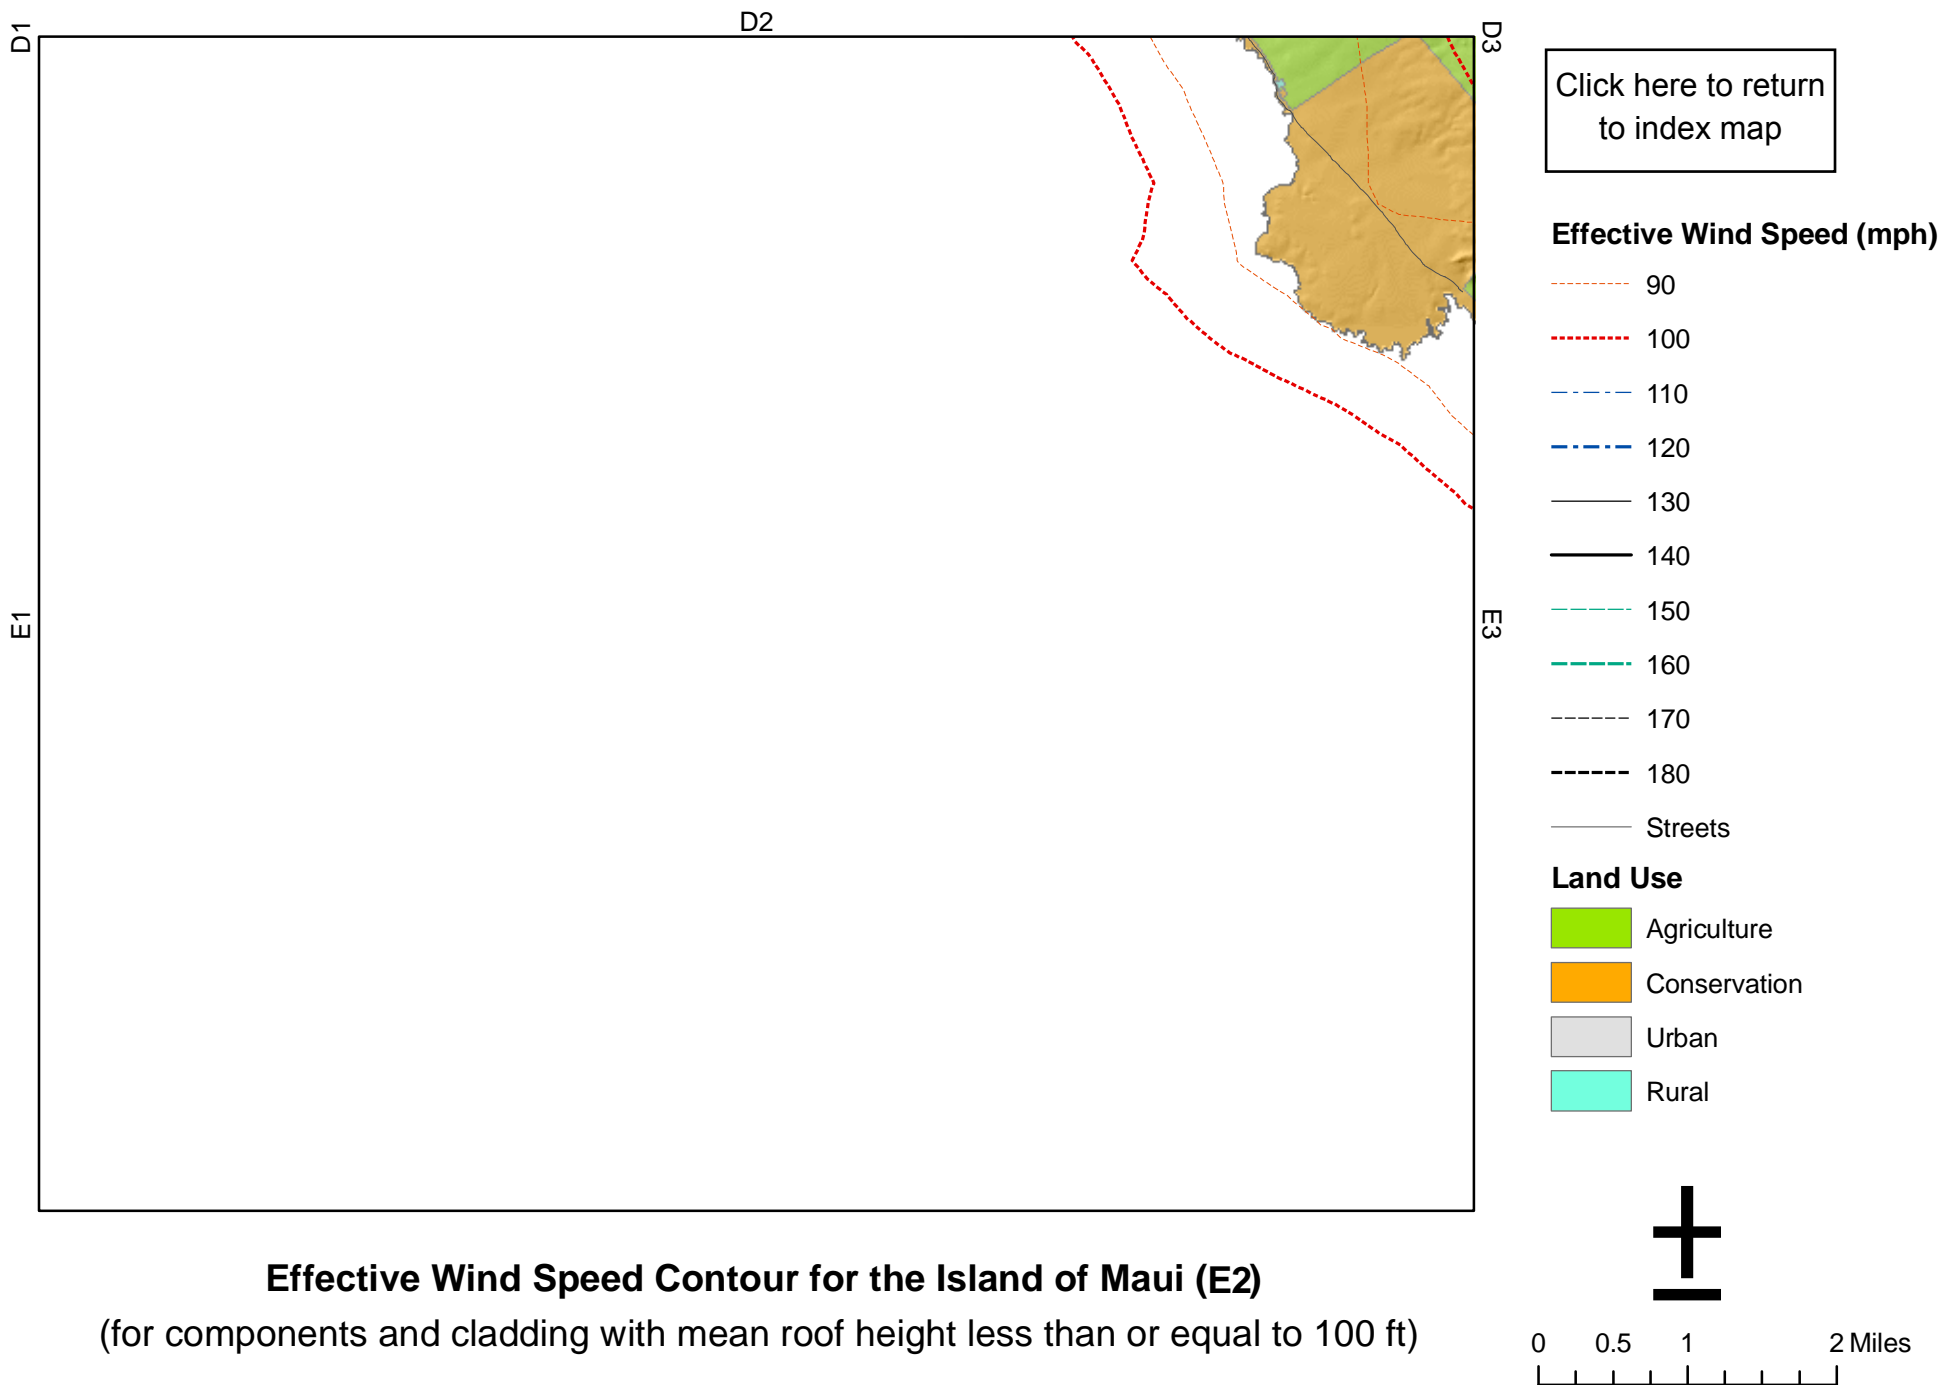 D1
D2
D3
E1
E3
Click here to return
to index map
Effective Wind Speed (mph)
90
100
110
120
130
140
150
160
170
180
Streets
Land Use
Agriculture
Conservation
Urban
Rural
Effective Wind Speed Contour for the Island of Maui (E2)
(for components and cladding with mean roof height less than or equal to 100 ft)
0 0.5 1 2 Miles